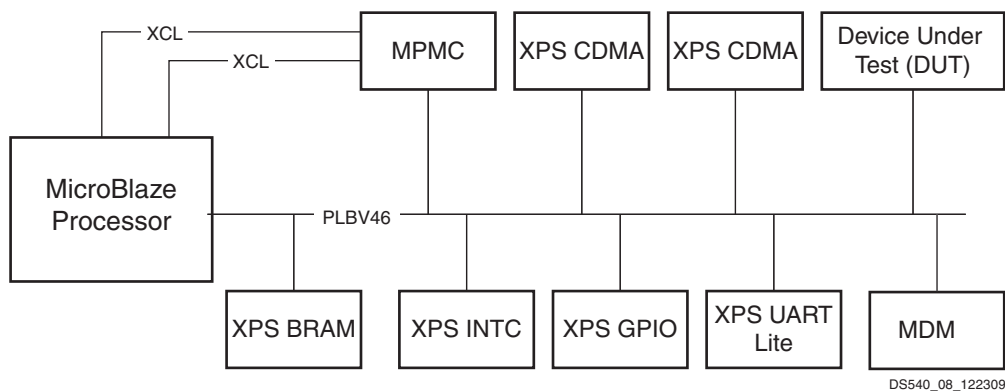 XCL
XCL
MPMC
XPS CDMA
XPS CDMA
Device Under
Test (DUT)
MicroBlaze
Processor
PLBV46
XPS BRAM
XPS INTC
XPS GPIO
XPS UART
Lite
MDM
DS540_08_122309